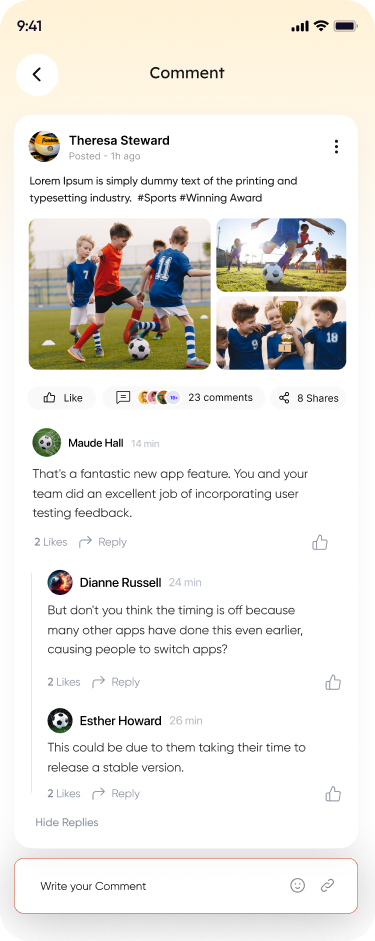 9:41
Comment
Theresa Steward
Posted - 1h ago
Lorem Ipsum is simply dummy text of the printing and
typesetting industry. #Sports #Winning Award
7
11
9
18
Like
18+
23 comments
8 Shares
Maude Hall 14 min
That's a fantastic new app feature. You and your
team did an excellent job of incorporating user
testing feedback.
2 Likes Reply
Dianne Russell 24 min
But don't you think the timing is off because
many other apps have done this even earlier,
causing people to switch apps?
2 Likes Reply
Esther Howard 26 min
This could be due to them taking their time to
release a stable version.
2 Likes Reply
Hide Replies
Write your Comment